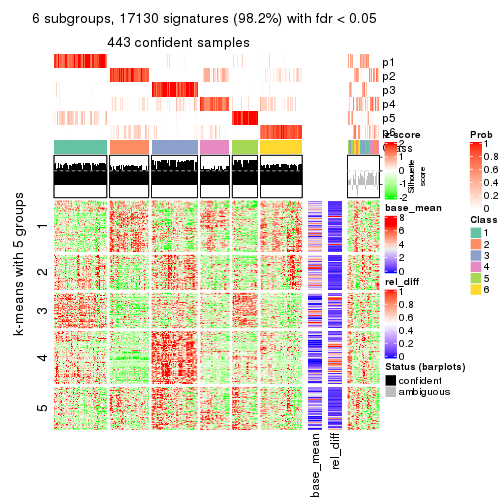 6 subgroups, 17130 signatures (98.2%) with fdr < 0.05
443 confident samples
p1
p2
p3
p4
p5
p6
Class
z-score
2
1
0
-1
-2
Silhouette
score
Prob
1
0.8
0.6
0.4
0.2
0
base_mean
8
6
4
2
0
Class
1
2
3
4
5
6
rel_diff
1
0.8
0.6
0.4
0.2
0
Status (barplots)
confident
ambiguous
k-means with 5 groups
1
2
3
4
5
base_mean
rel_diff